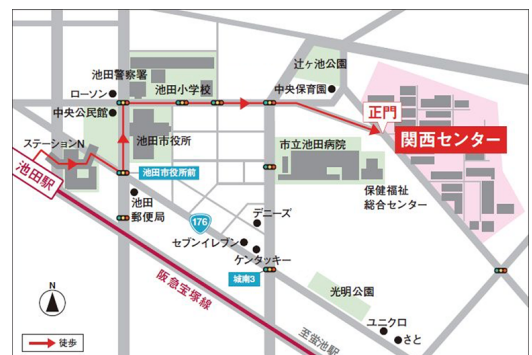 辻ヶ池公園
池田警察署
池田小学校
中央保育園
ローソン
中央公民館
正門
関西センター
ステーションN
池田市役所
市立池田病院
池田駅
池田市役所前
保健福祉
総合センター
池田
郵便局
176
デニーズ
セブンイレブン
ケンタッキー
城南3
阪急宝塚線
光明公園
N
至蛍池駅
ユニクロ
さと
徒歩